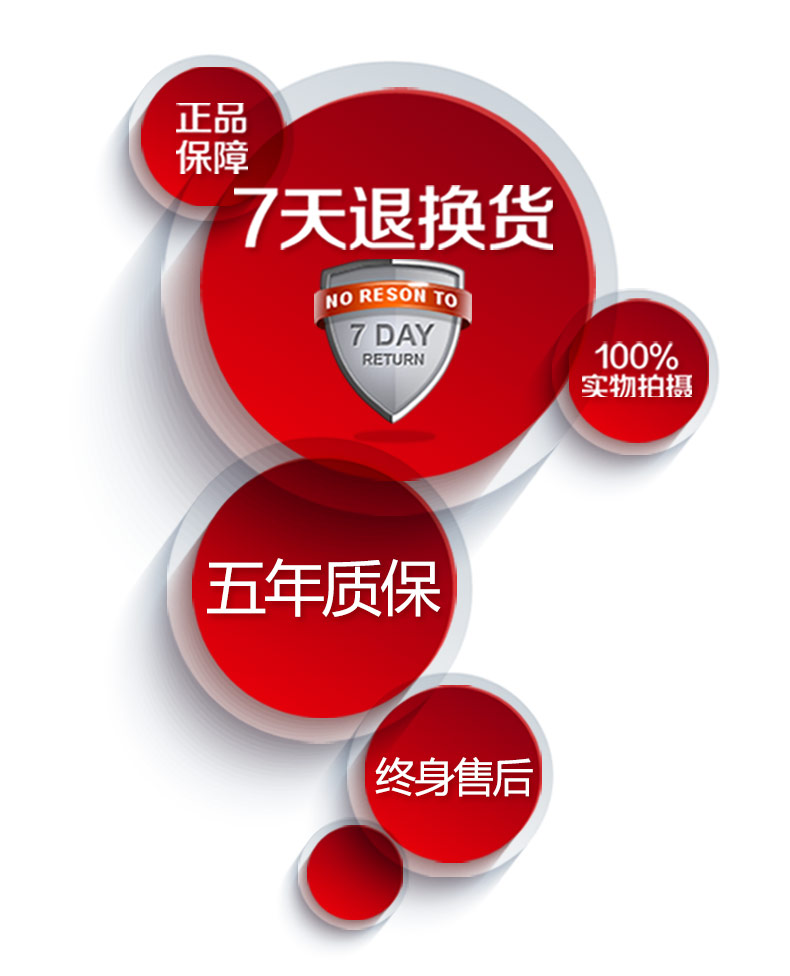 正品
保障
7天退换货
NO RESON TO
7 DAY
RETURN
100%
实物拍摄
五年质保
终身售后